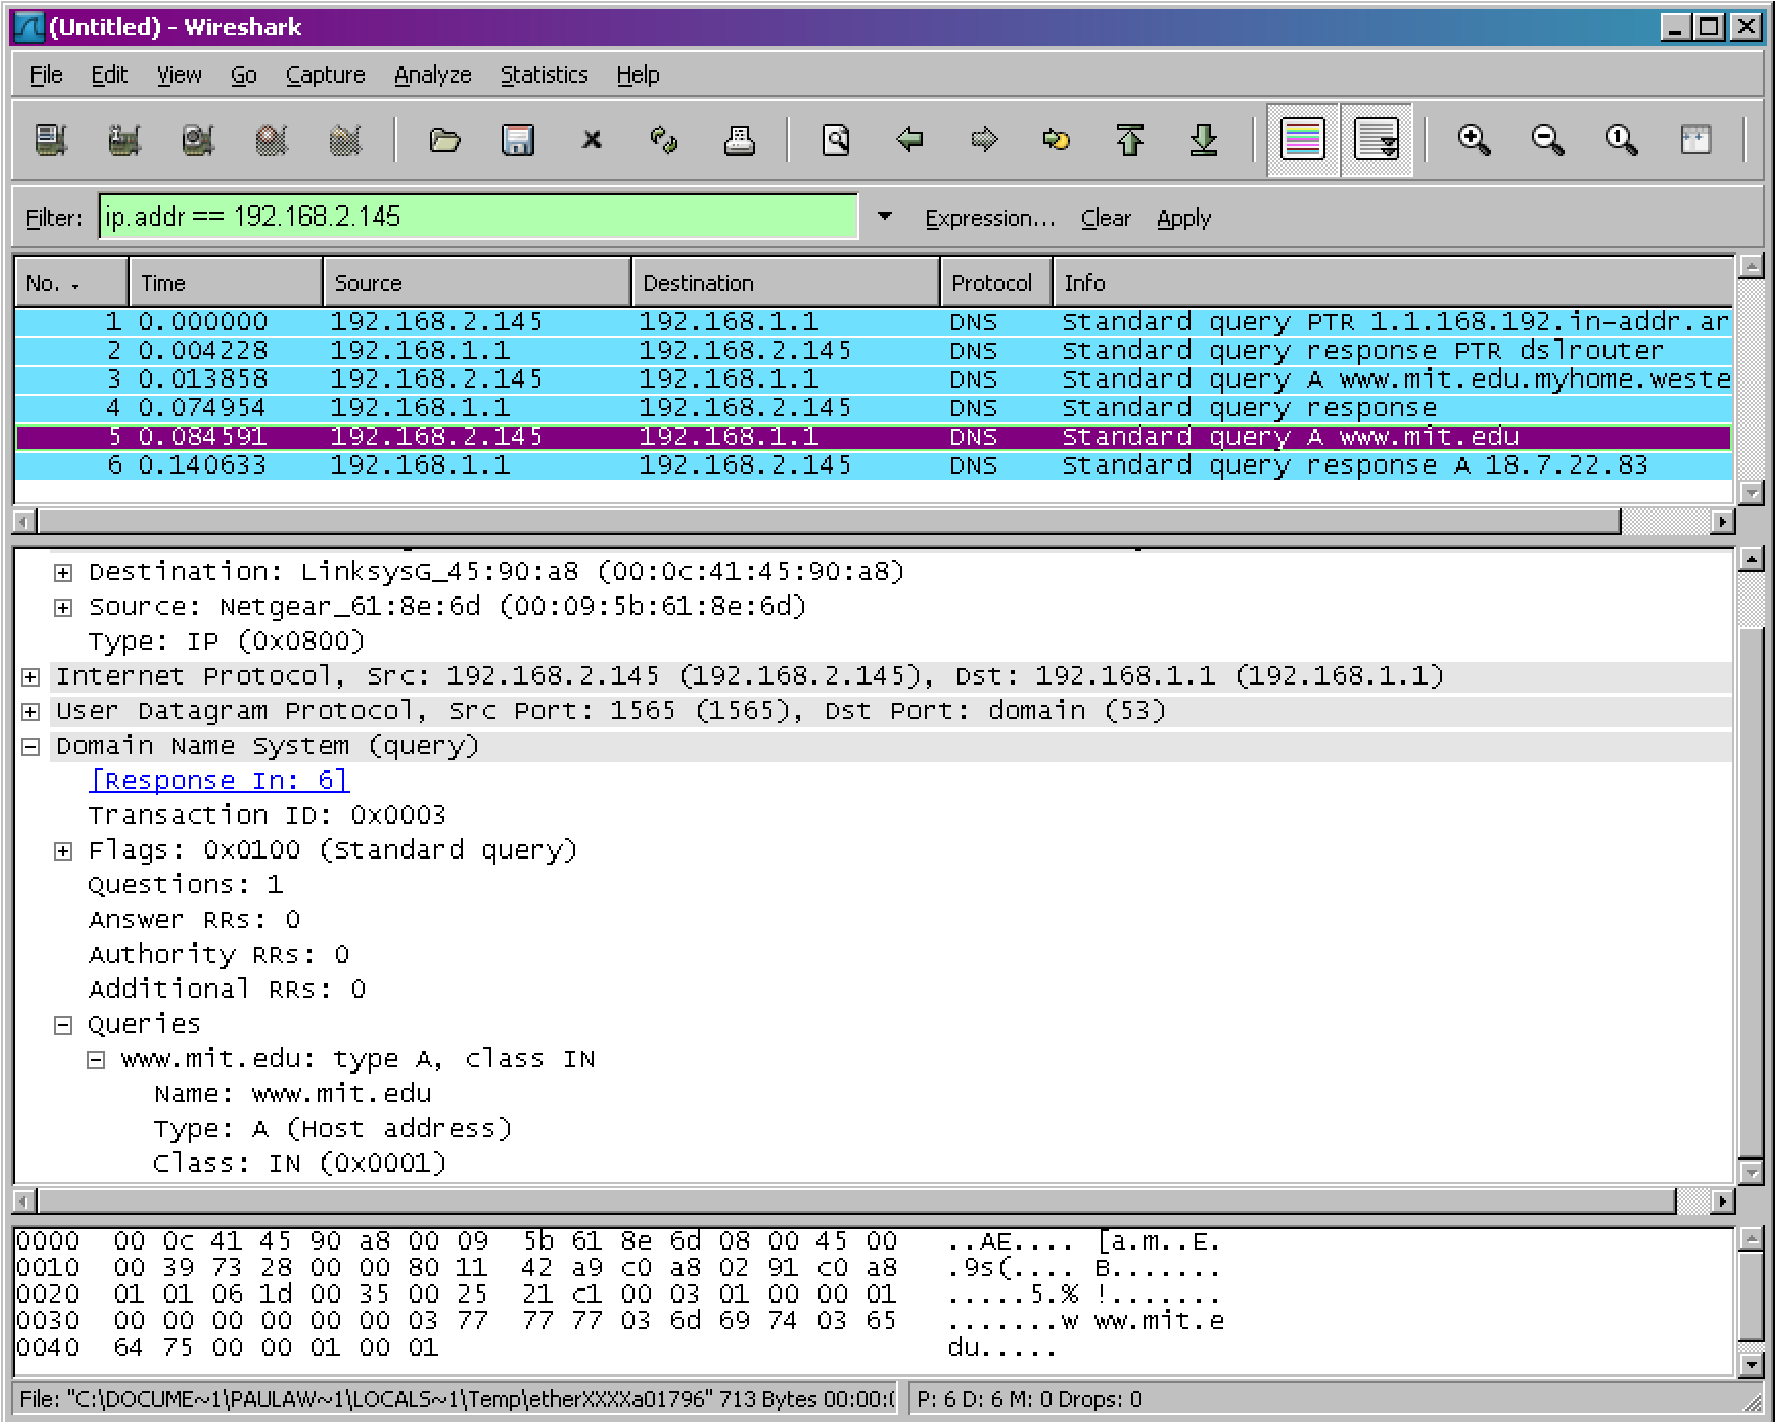 (Untitled) - Wireshark
File Edit View Go Capture Analyze Statistics Help
Filter: ip.addr == 192.168.2.145 Expression... Clear Apply
No. Time Source Destination Protocol Info
1 0.000000 192.168.2.145 192.168.1.1 DNS Standard query PTR 1.1.168.192.in-addr.ar
2 0.004228 192.168.1.1 192.168.2.145 DNS Standard query response PTR dslrouter
3 0.013858 192.168.2.145 192.168.1.1 DNS Standard query A www.mit.edu.myhome.weste
4 0.074954 192.168.1.1 192.168.2.145 DNS Standard query response
5 0.084591 192.168.2.145 192.168.1.1 DNS Standard query A www.mit.edu
6 0.140633 192.168.1.1 192.168.2.145 DNS Standard query response A 18.7.22.83
Destination: LinksysG_45:90:a8 (00:0c:41:45:90:a8)
Source: Netgear_61:8e:6d (00:09:5b:61:8e:6d)
Type: IP (0x0800)
Internet Protocol, Src: 192.168.2.145 (192.168.2.145), Dst: 192.168.1.1 (192.168.1.1)
User Datagram Protocol, Src Port: 1565 (1565), Dst Port: domain (53)
Domain Name System (query)
[Response In: 6]
Transaction ID: 0x0003
Flags: 0x0100 (Standard query)
Questions: 1
Answer RRs: 0
Authority RRs: 0
Additional RRs: 0
Queries
www.mit.edu: type A, class IN
Name: www.mit.edu
Type: A (Host address)
Class: IN (0x0001)
0000 00 0c 41 45 90 a8 00 09 5b 61 8e 6d 08 00 45 00 ..AE.... [a.m..E.
0010 00 39 73 28 00 00 80 11 42 a9 c0 a8 02 91 c0 a8 .9s(.... B.......
0020 01 01 06 1d 00 35 00 25 21 c1 00 03 01 00 00 01 .....5.% !.......
0030 00 00 00 00 00 00 03 77 77 77 03 6d 69 74 03 65 .......w ww.mit.e
0040 64 75 00 00 01 00 01 du.....
File: "C:\DOCUME~1\PAULAW~1\LOCALS~1\Temp\etherXXXXa01796" 713 Bytes 00:00:0 P: 6 D: 6 M: 0 Drops: 0